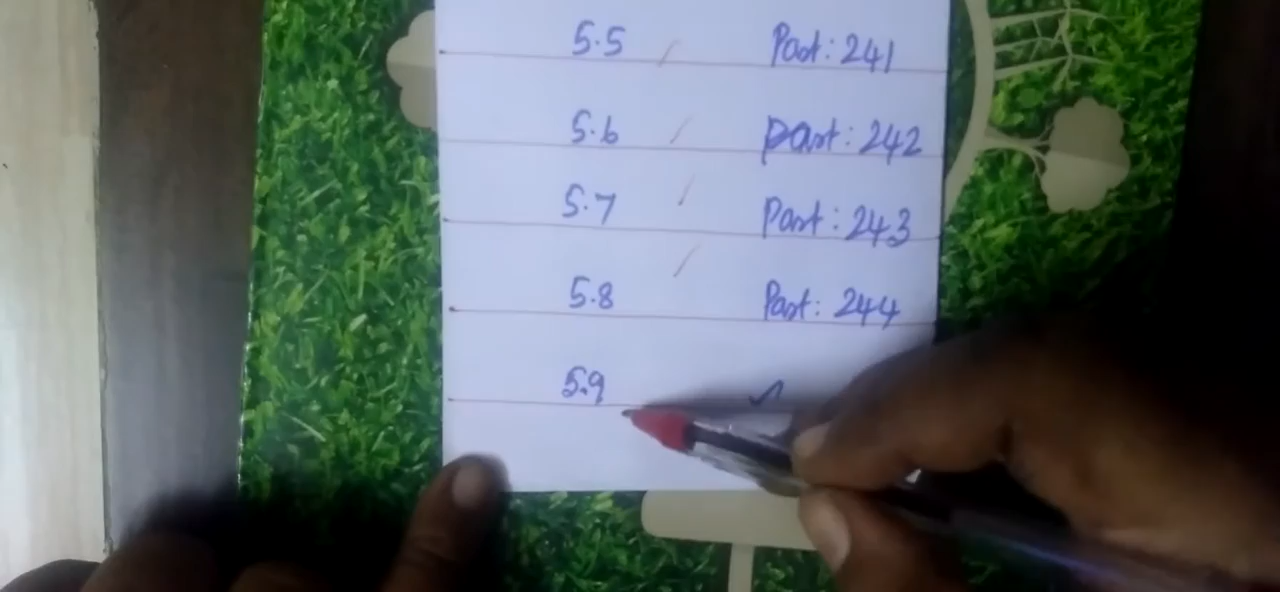 5.5 / Part: 241
5.6 / Part: 242
5.7 / Part: 243
5.8 / Part: 244
5.9